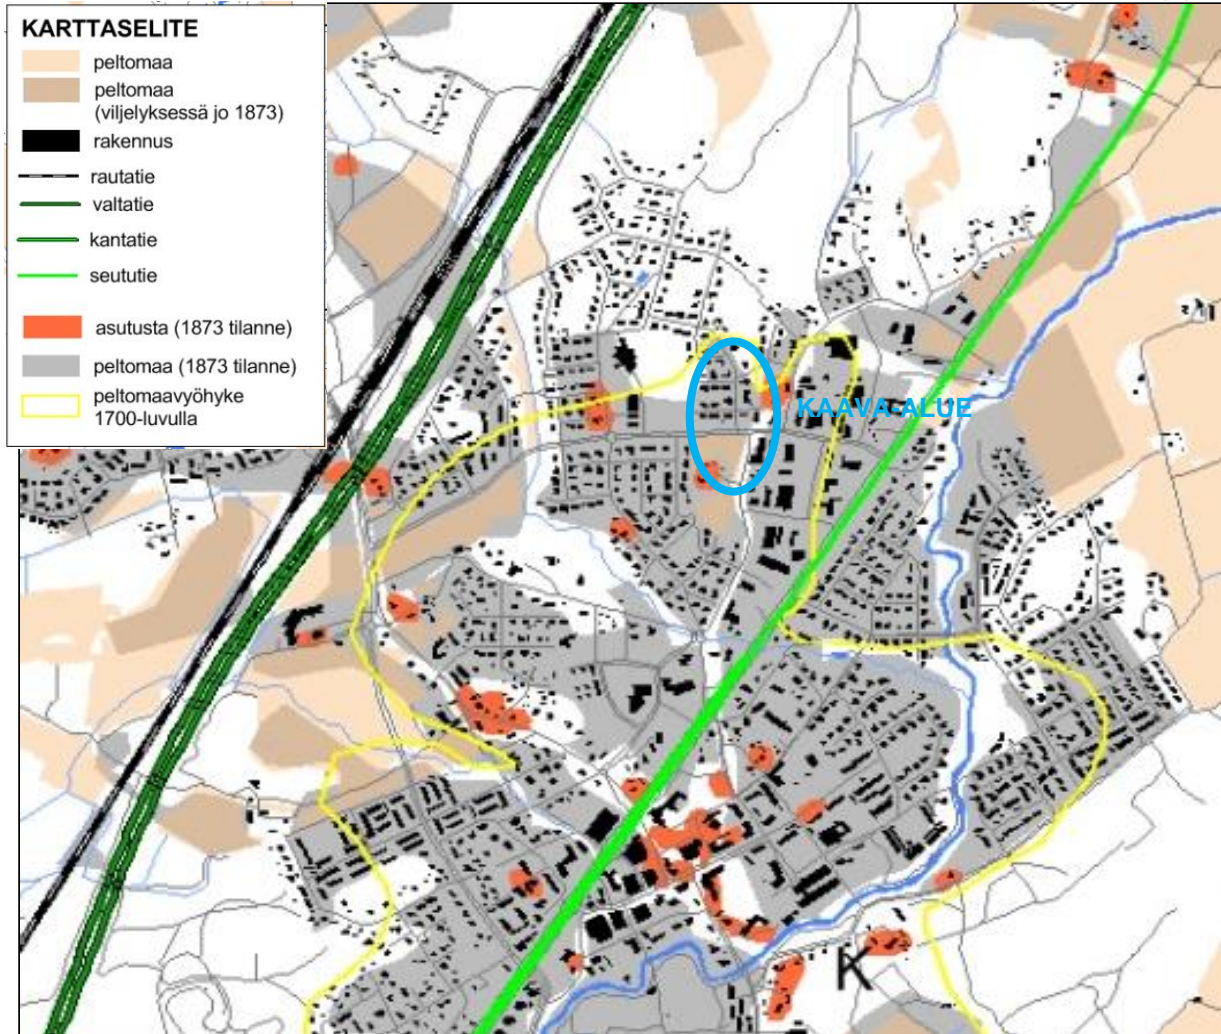 KARTTASELITE
peltomaa
peltomaa
(viljelyksessä jo 1873)
rakennus
rautatie
valtatie
kantatie
seututie
asutusta (1873 tilanne)
peltomaa (1873 tilanne)
peltomaavyöhyke
1700-luvulla
KAAVA-ALUE
K